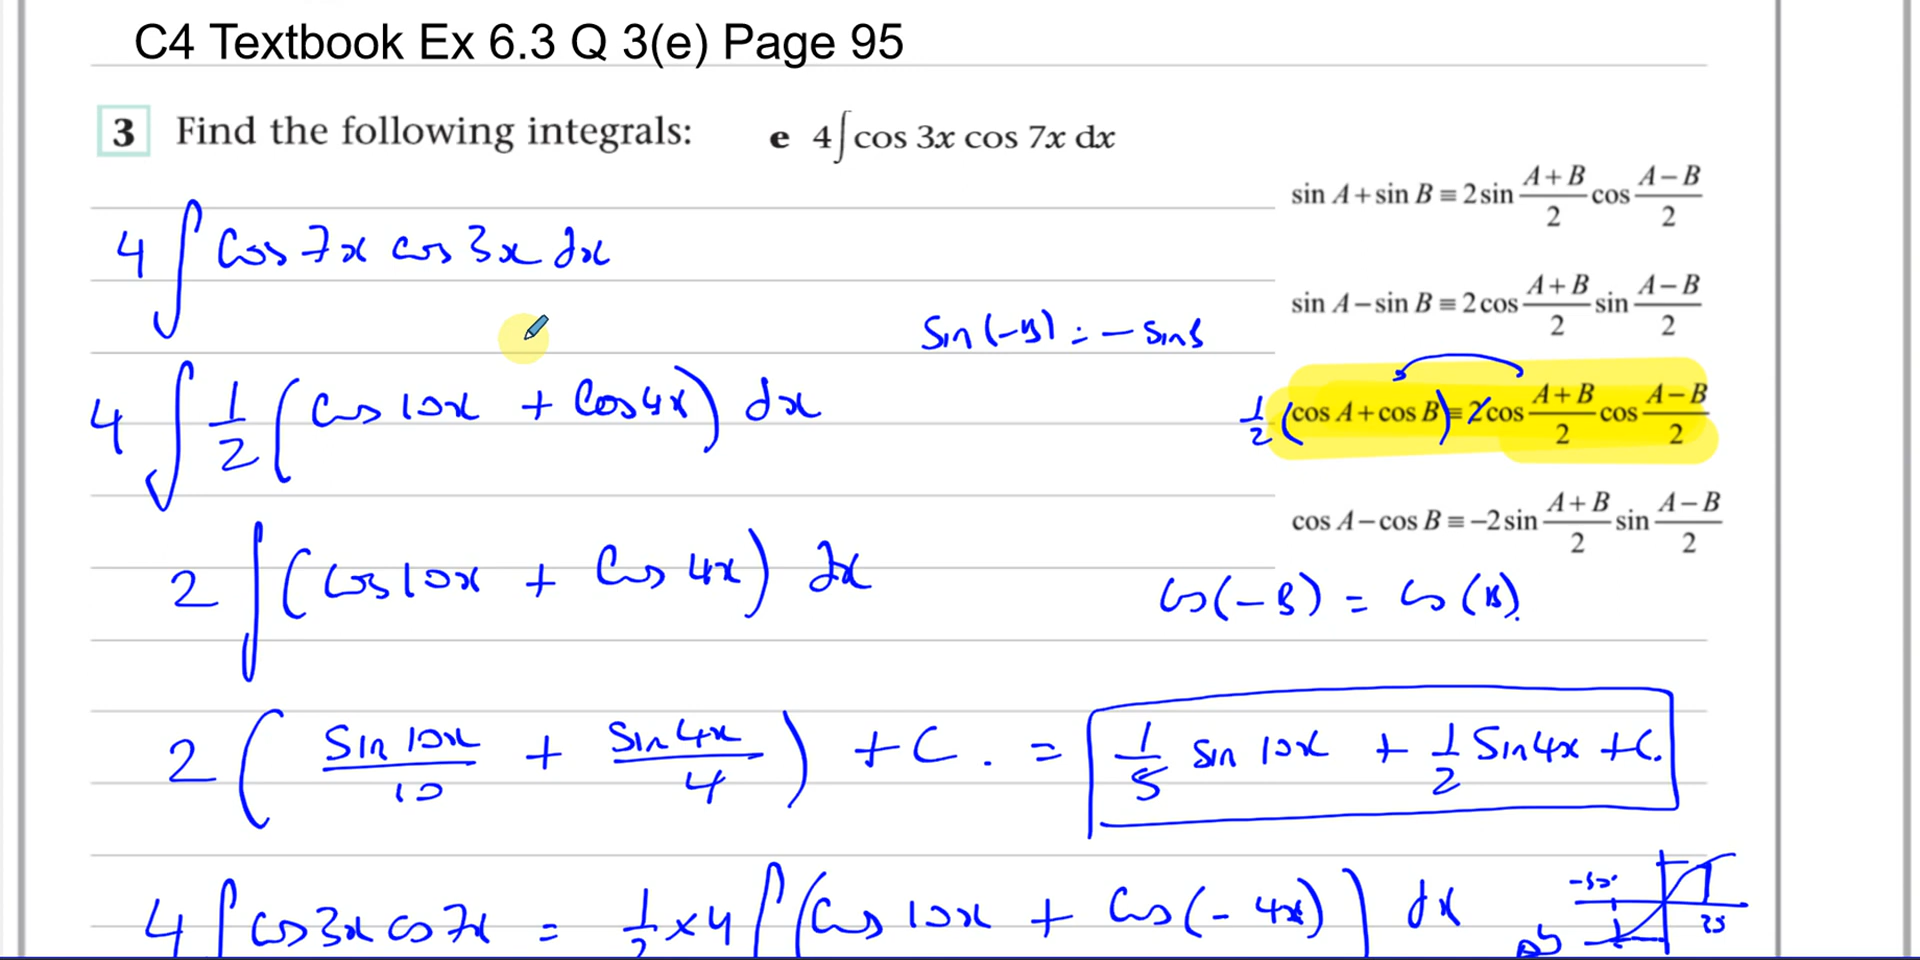 C4 Textbook Ex 6.3 Q 3(e) Page 95
3 Find the following integrals: e 4∫cos 3x cos 7x dx
sin A + sin B ≡ 2 sin (A + B)/2 cos (A − B)/2
4 ∫ cos 7x cos 3x dx
sin A − sin B ≡ 2 cos (A + B)/2 sin (A − B)/2
sin(-B) = - sin B
4 ∫ 1/2 (cos 10x + cos 4x) dx
1/2 (cos A + cos B) ≡ 2 cos (A + B)/2 cos (A − B)/2
cos A − cos B ≡ −2 sin (A + B)/2 sin (A − B)/2
2 ∫ (cos 10x + cos 4x) dx
cos(-B) = cos(B).
2 ( sin 10x/10 + sin 4x/4 ) + C . = 1/5 sin 10x + 1/2 sin 4x + C.
4 ∫ cos 3x cos 7x = 1/2 × 4 ∫ (cos 10x + cos(- 4x)) dx